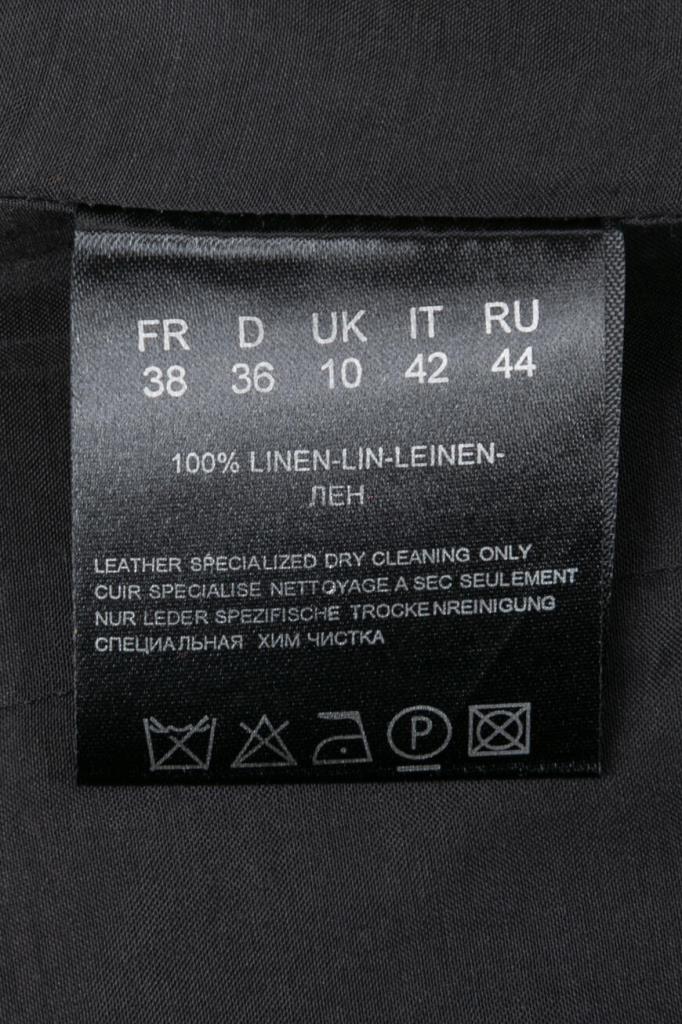 FR D UK IT RU
38 36 10 42 44
100% LINEN-LIN-LEINEN-
ЛЕН
LEATHER SPECIALIZED DRY CLEANING ONLY
CUIR SPECIALISE NETTOYAGE A SEC SEULEMENT
NUR LEDER SPEZIFISCHE TROCKENREINIGUNG
СПЕЦИАЛЬНАЯ ХИМ ЧИСТКА
P